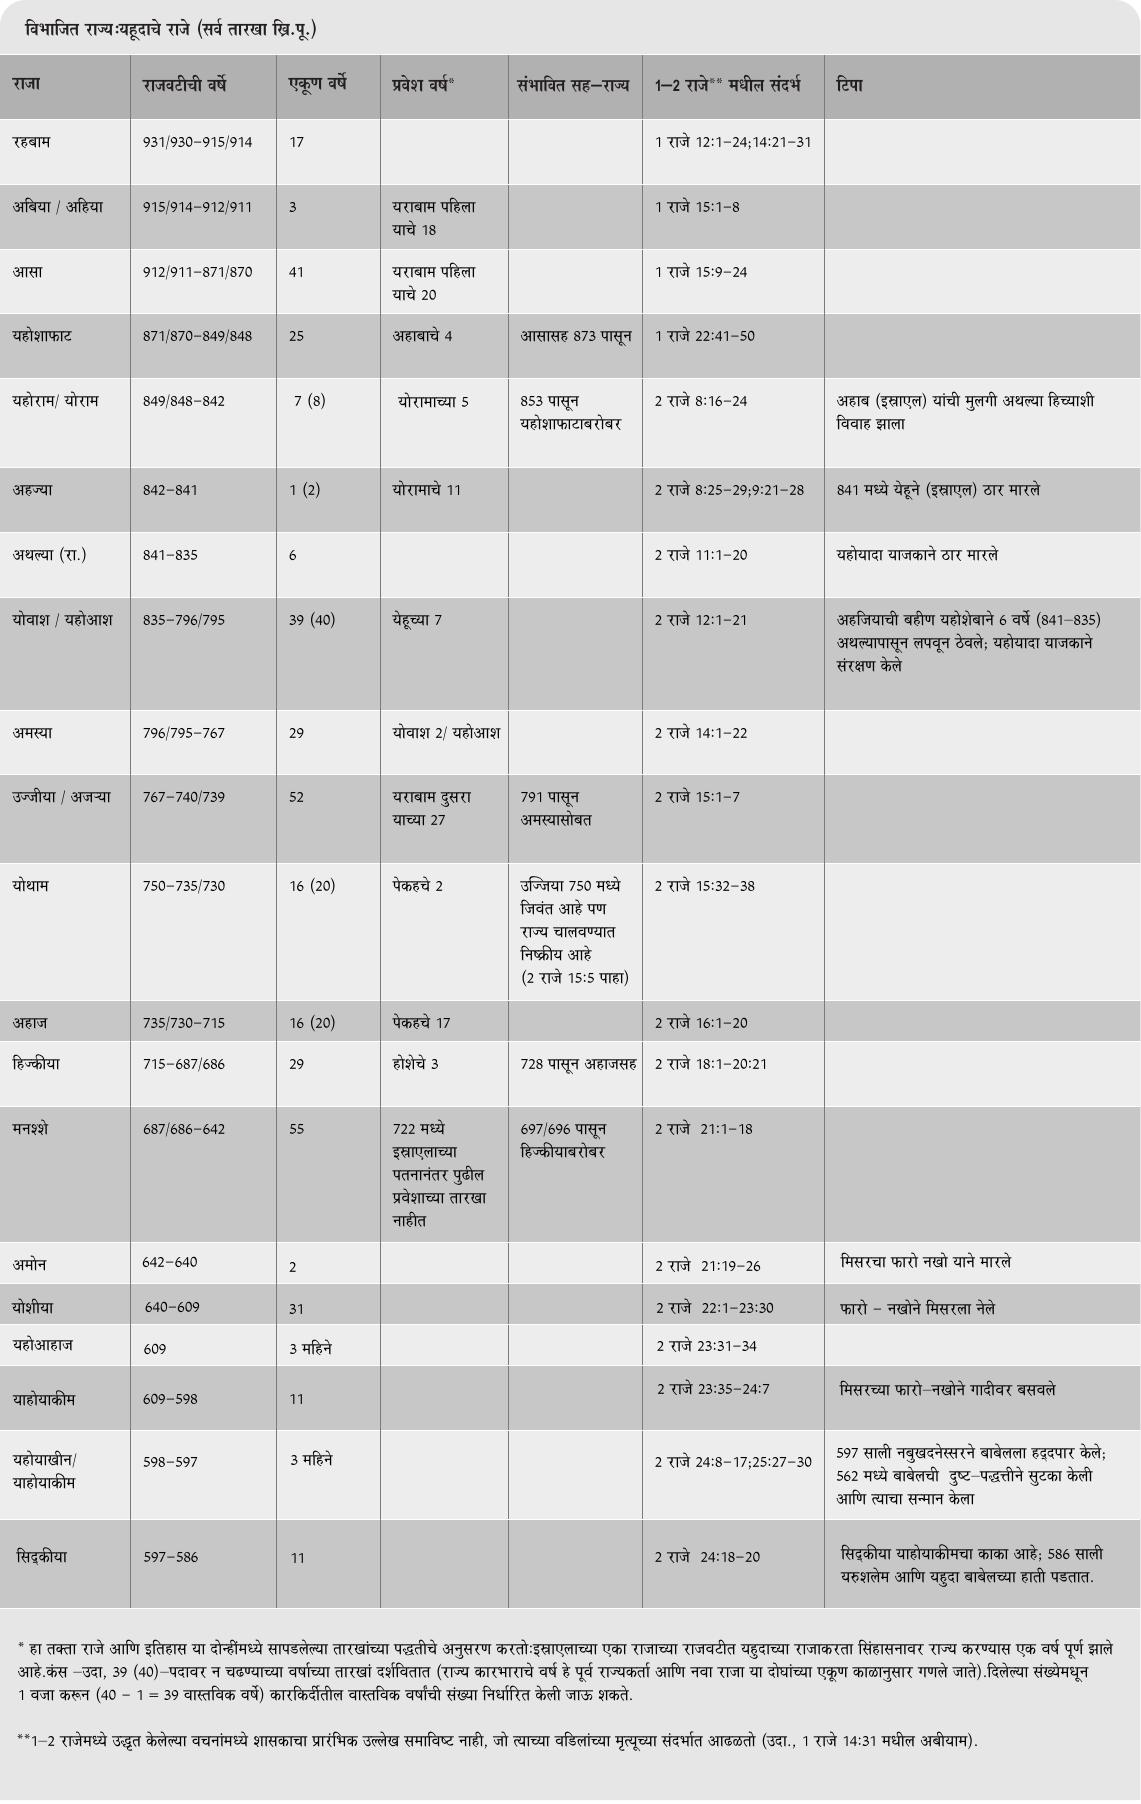 विभाजित राज्य:यहूदाचे राजे (सर्व तारखा ख्रि.पू.)
राजा राजवटीची वर्षे एकूण वर्षे प्रवेश वर्ष* संभावित सह–राज्य 1–2 राजे** मधील संदर्भ टिपा
रहबाम 931/930–915/914 17 1 राजे 12:1–24;14:21–31
अबिया / अहिया 915/914–912/911 3 यराबाम पहिला 1 राजे 15:1–8
याचे 18
आसा 912/911–871/870 41 यराबाम पहिला 1 राजे 15:9–24
याचे 20
यहोशाफाट 871/870–849/848 25 अहाबाचे 4 आसासह 873 पासून 1 राजे 22:41–50
यहोराम/ योराम 849/848–842 7 (8) योरामाच्या 5 853 पासून 2 राजे 8:16–24 अहाब (इस्राएल) यांची मुलगी अथल्या हिच्याशी
यहोशाफाटाबरोबर विवाह झाला
अहज्या 842–841 1 (2) योरामाचे 11 2 राजे 8:25–29;9:21–28 841 मध्ये येहूने (इस्राएल) ठार मारले
अथल्या (रा.) 841–835 6 2 राजे 11:1–20 यहोयादा याजकाने ठार मारले
योवाश / यहोआश 835–796/795 39 (40) येहूच्या 7 2 राजे 12:1–21 अहजियाची बहीण यहोशेबाने 6 वर्षे (841–835)
अथल्यापासून लपवून ठेवले; यहोयादा याजकाने
संरक्षण केले
अमस्या 796/795–767 29 योवाश 2/ यहोआश 2 राजे 14:1–22
उज्जीया / अजऱ्या 767–740/739 52 यराबाम दुसरा 791 पासून 2 राजे 15:1–7
याच्या 27 अमस्यासोबत
योथाम 750–735/730 16 (20) पेकहचे 2 उज्जिया 750 मध्ये 2 राजे 15:32–38
जिवंत आहे पण
राज्य चालवण्यात
निष्क्रीय आहे
(2 राजे 15:5 पाहा)
अहाज 735/730–715 16 (20) पेकहचे 17 2 राजे 16:1–20
हिज्कीया 715–687/686 29 होशेचे 3 728 पासून अहाजसह 2 राजे 18:1–20:21
मनश्शे 687/686–642 55 722 मध्ये 697/696 पासून 2 राजे 21:1–18
इस्राएलाच्या हिज्कीयाबरोबर
पतनानंतर पुढील
प्रवेशाच्या तारखा
नाहीत
अमोन 642–640 2 2 राजे 21:19–26 मिसरचा फारो नखो याने मारले
योशीया 640–609 31 2 राजे 22:1–23:30 फारो – नखोने मिसरला नेले
यहोआहाज 609 3 महिने 2 राजे 23:31–34
याहोयाकीम 609–598 11 2 राजे 23:35–24:7 मिसरच्या फारो–नखोने गादीवर बसवले
यहोयाखीन/ 598–597 3 महिने 2 राजे 24:8–17;25:27–30 597 साली नबुखदनेस्सरने बाबेलला हद्दपार केले;
याहोयाकीम 562 मध्ये बाबेलची दुष्ट–पद्धत्तीने सुटका केली
आणि त्याचा सन्मान केला
सिद्कीया 597–586 11 2 राजे 24:18–20 सिद्कीया याहोयाकीमचा काका आहे; 586 साली
यरुशलेम आणि यहुदा बाबेलच्या हाती पडतात.
* हा तक्ता राजे आणि इतिहास या दोन्हींमध्ये सापडलेल्या तारखांच्या पद्धतीचे अनुसरण करतो:इस्राएलाच्या एका राजाच्या राजवटीत यहुदाच्या राजाकरता सिंहासनावर राज्य करण्यास एक वर्ष पूर्ण झाले
आहे.कंस –उदा, 39 (40)–पदावर न चढण्याच्या वर्षाच्या तारखां दर्शवितात (राज्य कारभाराचे वर्ष हे पूर्व राज्यकर्ता आणि नवा राजा या दोघांच्या एकूण काळानुसार गणले जाते).दिलेल्या संख्येमधून
1 वजा करून (40 – 1 = 39 वास्तविक वर्षे) कारकिर्दीतील वास्तविक वर्षांची संख्या निर्धारित केली जाऊ शकते.
**1–2 राजेमध्ये उद्धृत केलेल्या वचनांमध्ये शासकाचा प्रारंभिक उल्लेख समाविष्ट नाही, जो त्याच्या वडिलांच्या मृत्यूच्या संदर्भात आढळतो (उदा., 1 राजे 14:31 मधील अबीयाम).